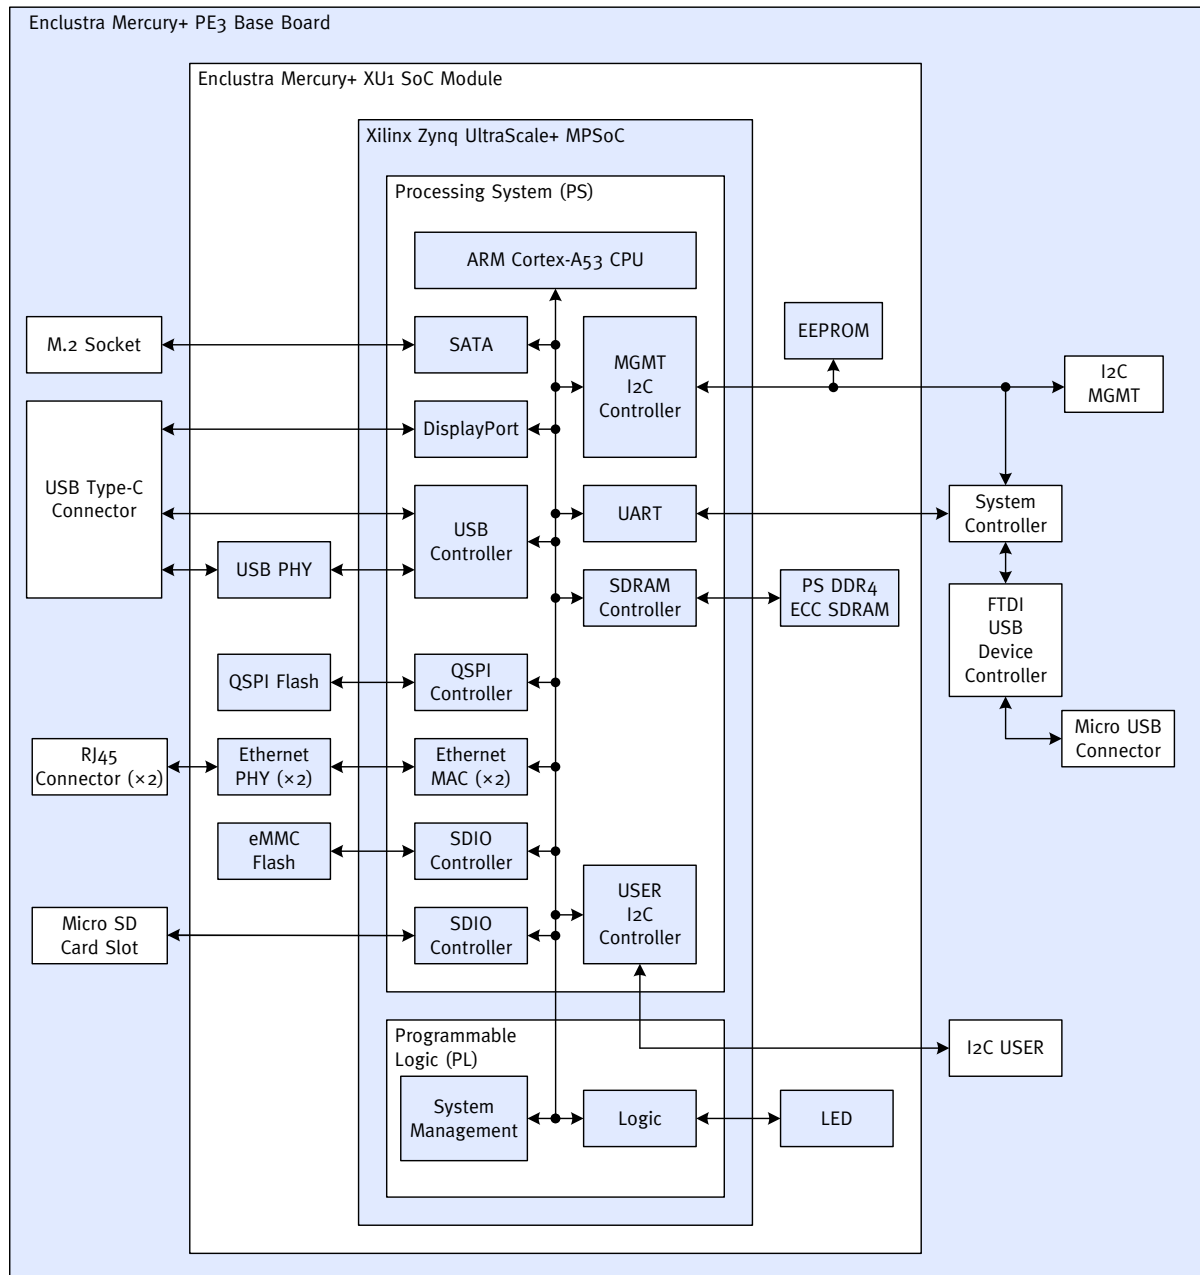 Enclustra Mercury+ PE3 Base Board
Enclustra Mercury+ XU1 SoC Module
Xilinx Zynq UltraScale+ MPSoC
Processing System (PS)
ARM Cortex-A53 CPU
M.2 Socket
SATA
MGMT
I2C
Controller
EEPROM
I2C
MGMT
DisplayPort
USB Type-C
Connector
USB
Controller
UART
System
Controller
USB PHY
SDRAM
Controller
PS DDR4
ECC SDRAM
FTDI
USB
Device
Controller
QSPI Flash
QSPI
Controller
RJ45
Connector (×2)
Ethernet
PHY (×2)
Ethernet
MAC (×2)
Micro USB
Connector
eMMC
Flash
SDIO
Controller
USER
I2C
Controller
Micro SD
Card Slot
SDIO
Controller
Programmable
Logic (PL)
I2C USER
System
Management
Logic
LED